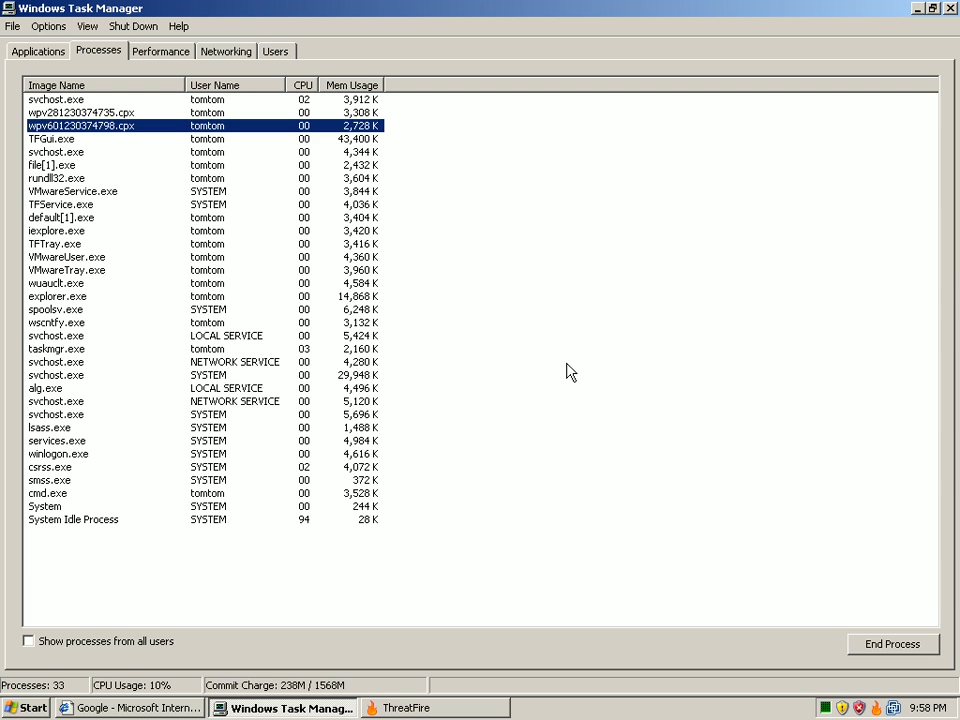 Windows Task Manager
File Options View Shut Down Help
Applications Processes Performance Networking Users
Image Name User Name CPU Mem Usage
svchost.exe tomtom 02 3,912 K
wpv281230374735.cpx tomtom 00 3,308 K
wpv601230374798.cpx tomtom 00 2,728 K
TFGui.exe tomtom 00 43,400 K
svchost.exe tomtom 00 4,344 K
file[1].exe tomtom 00 2,432 K
rundll32.exe tomtom 00 3,604 K
VMwareService.exe SYSTEM 00 3,844 K
TFService.exe SYSTEM 00 4,036 K
default[1].exe tomtom 00 3,404 K
iexplore.exe tomtom 00 3,420 K
TFTray.exe tomtom 00 3,416 K
VMwareUser.exe tomtom 00 4,360 K
VMwareTray.exe tomtom 00 3,960 K
wuauclt.exe tomtom 00 4,584 K
explorer.exe tomtom 00 14,868 K
spoolsv.exe SYSTEM 00 6,248 K
wscntfy.exe tomtom 00 3,132 K
svchost.exe LOCAL SERVICE 00 5,424 K
taskmgr.exe tomtom 03 2,160 K
svchost.exe NETWORK SERVICE 00 4,280 K
svchost.exe SYSTEM 00 29,948 K
alg.exe LOCAL SERVICE 00 4,496 K
svchost.exe NETWORK SERVICE 00 5,120 K
svchost.exe SYSTEM 00 5,696 K
lsass.exe SYSTEM 00 1,488 K
services.exe SYSTEM 00 4,984 K
winlogon.exe SYSTEM 00 4,616 K
csrss.exe SYSTEM 02 4,072 K
smss.exe SYSTEM 00 372 K
cmd.exe tomtom 00 3,528 K
System SYSTEM 00 244 K
System Idle Process SYSTEM 94 28 K
Show processes from all users
End Process
Processes: 33 CPU Usage: 10% Commit Charge: 238M / 1568M
Start Google - Microsoft Intern... Windows Task Manag... ThreatFire 9:58 PM